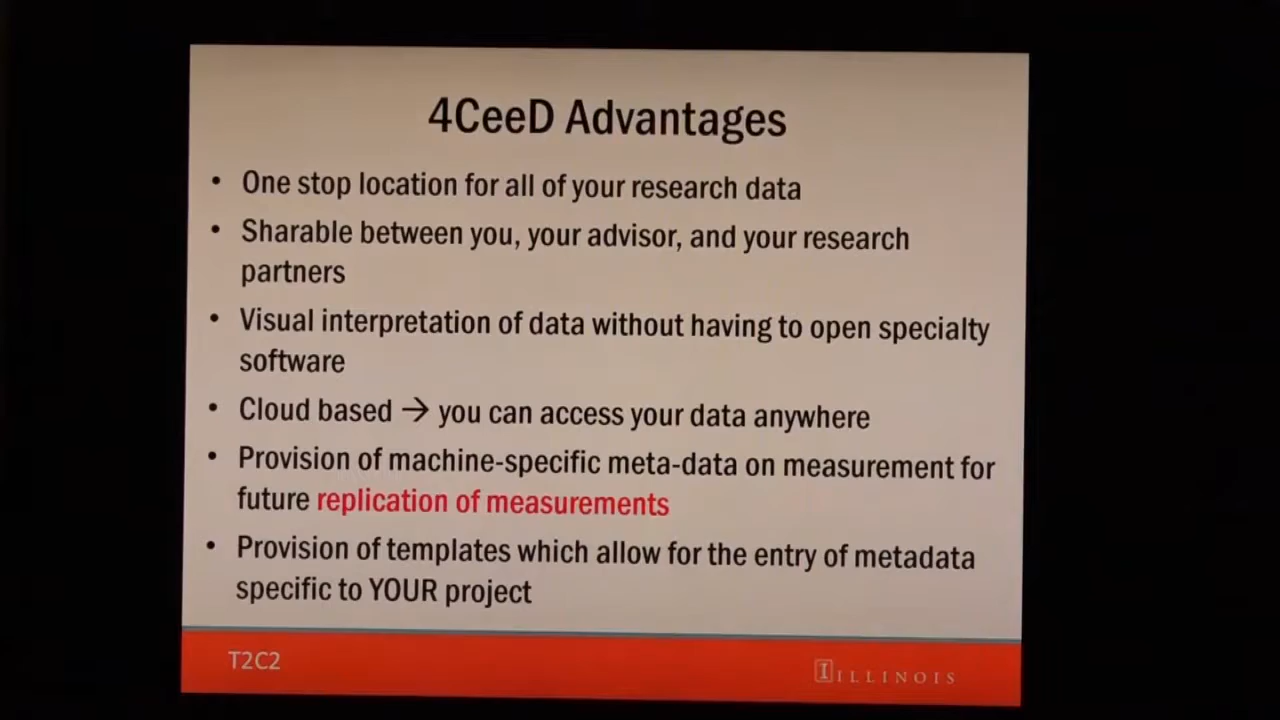 4CeeD Advantages
• One stop location for all of your research data
• Sharable between you, your advisor, and your research
partners
• Visual interpretation of data without having to open specialty
software
• Cloud based → you can access your data anywhere
• Provision of machine-specific meta-data on measurement for
future replication of measurements
• Provision of templates which allow for the entry of metadata
specific to YOUR project
T2C2
I ILLINOIS